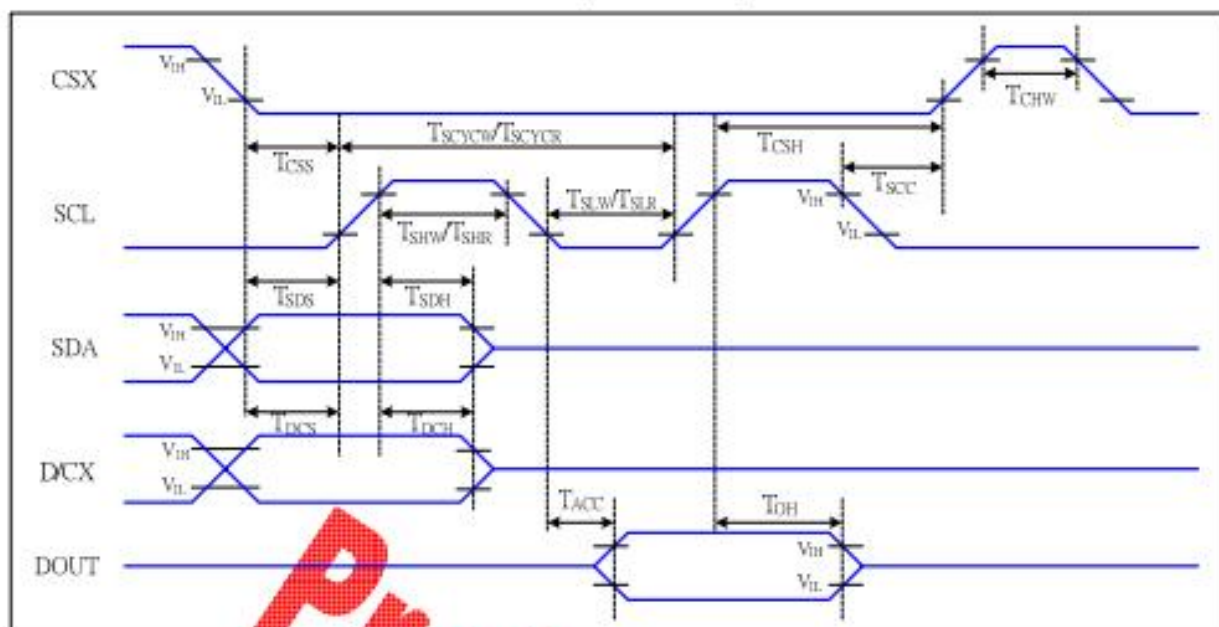 CSX
VIH
VIL
TCHW
TSCYCW/TSCYCR
TCSS
TCSH
TSCC
SCL
TSLW/TSLR
TSHW/TSHR
VIH
VIL
TSDS
TSDH
SDA
VIH
VIL
TDCS
TDCH
D/CX
VIH
VIL
TACC
TOH
DOUT
VIH
VIL
Pr